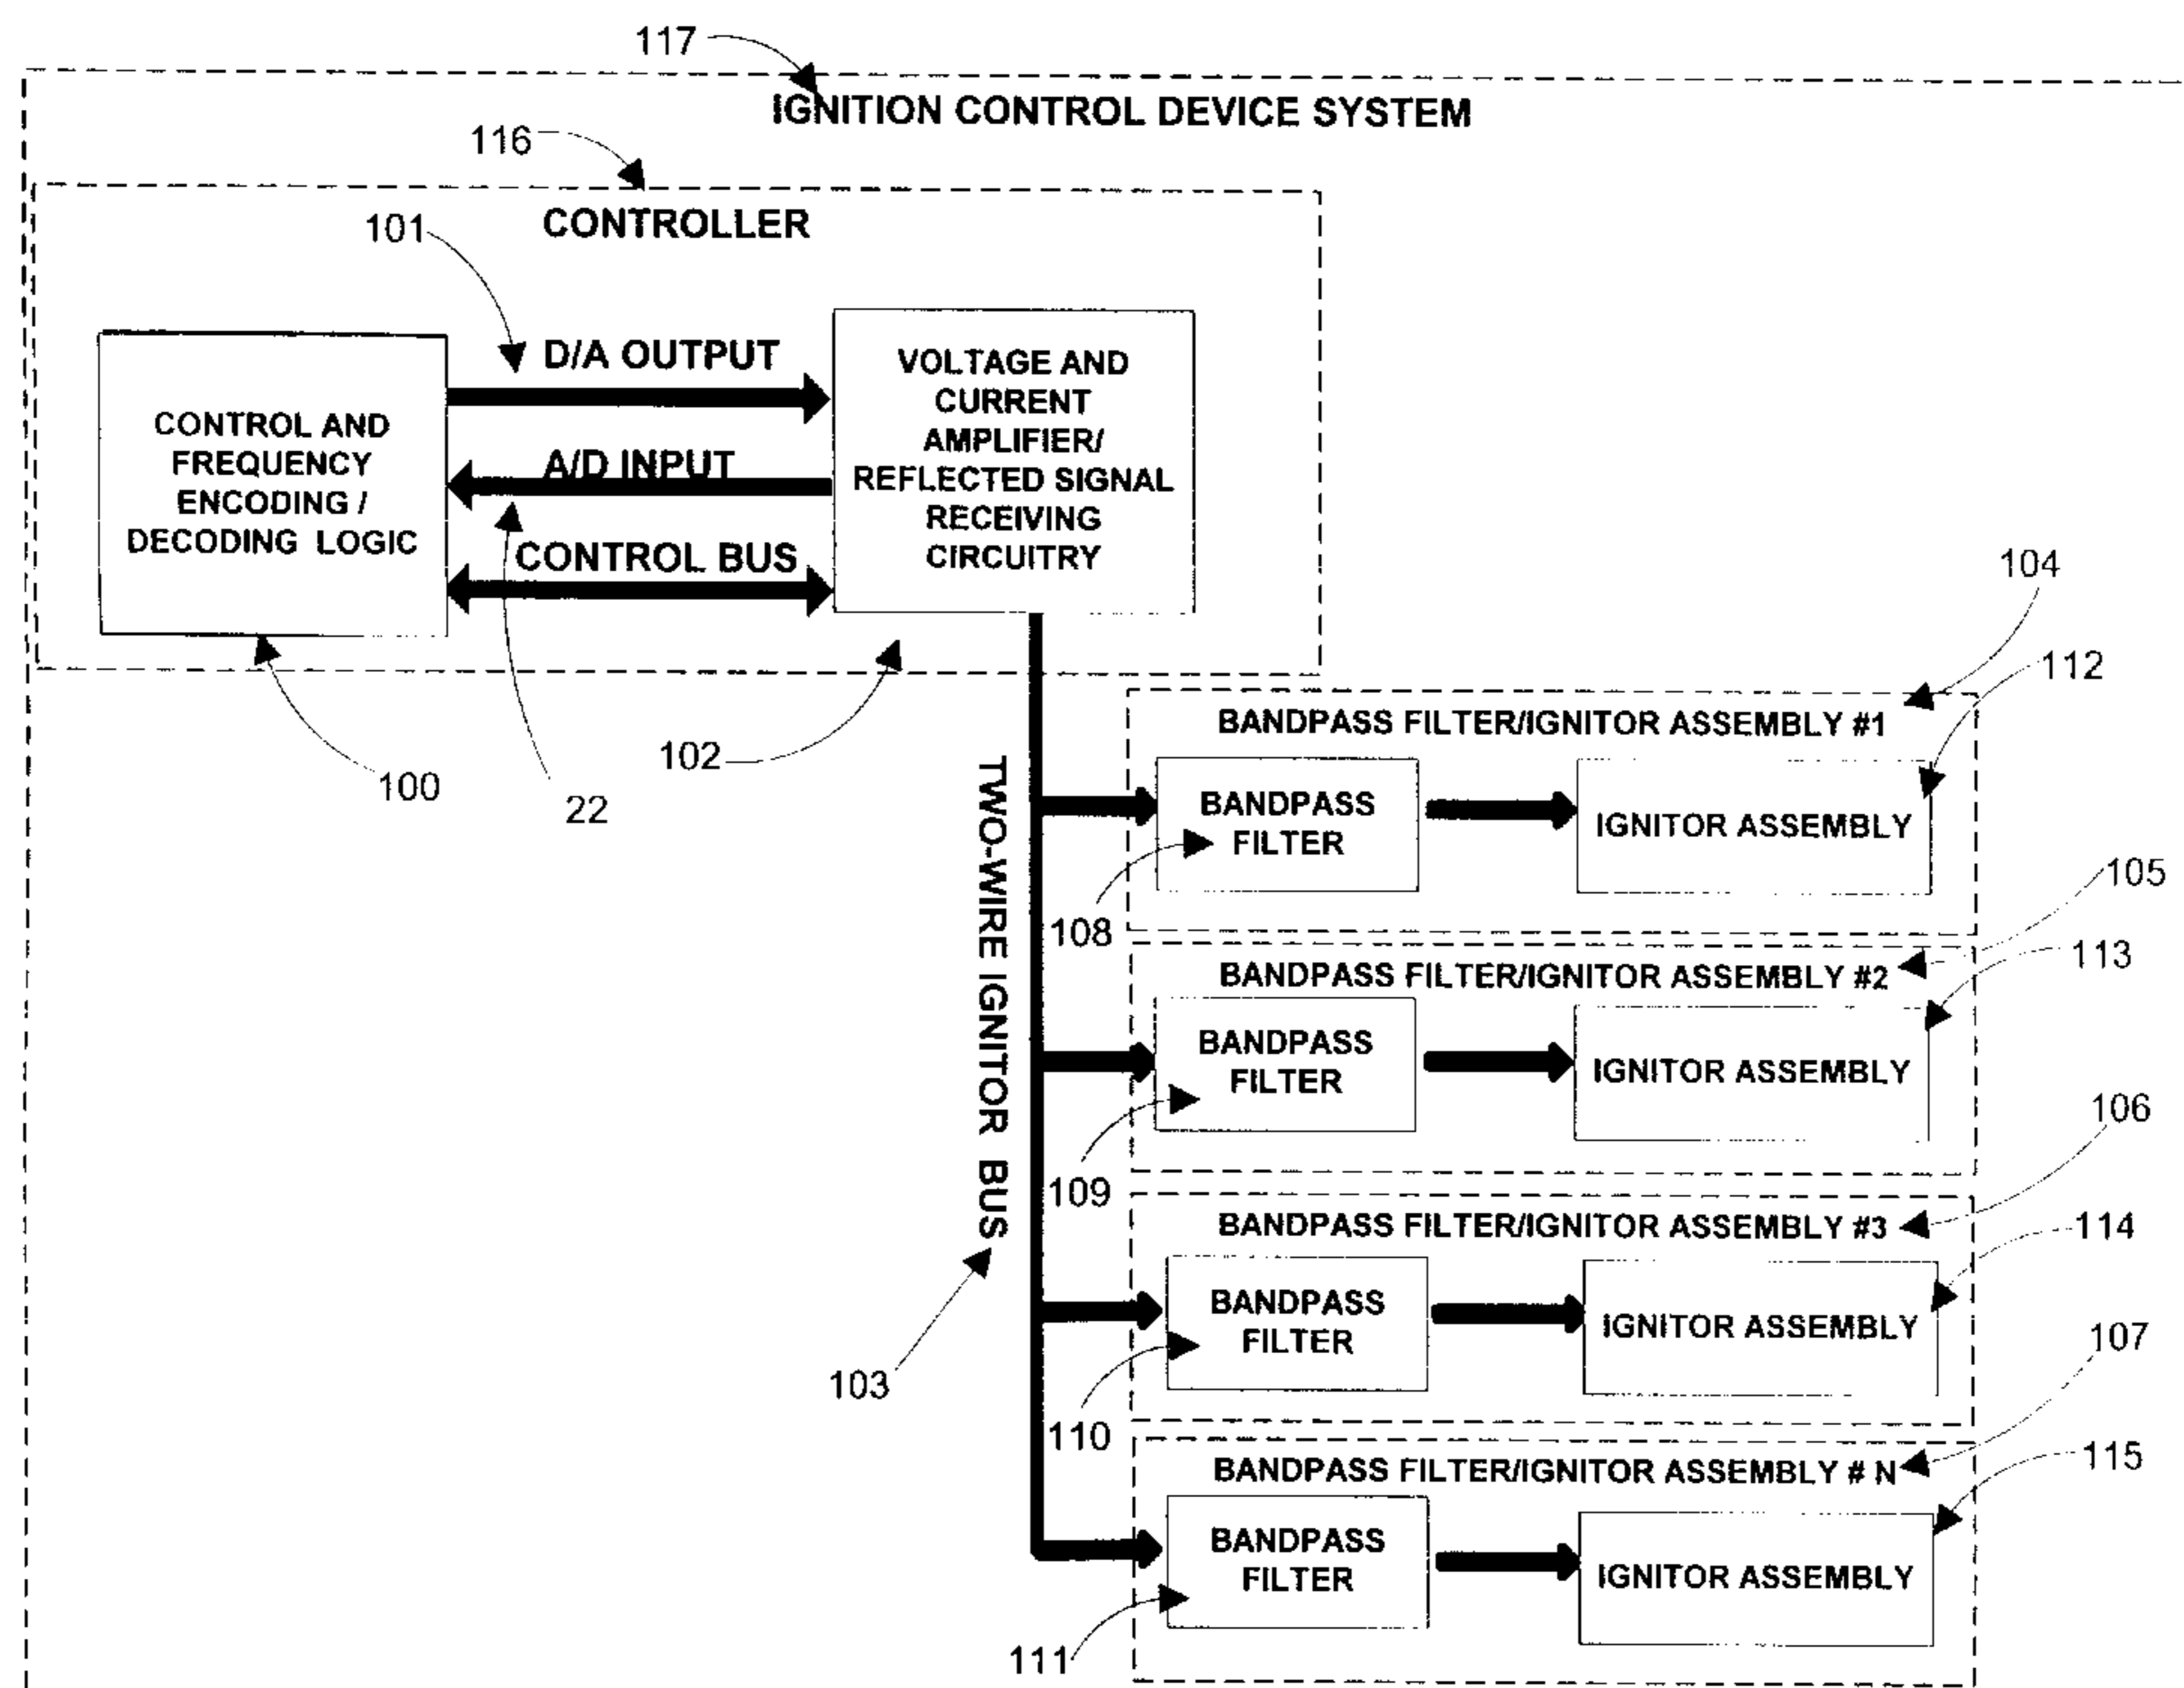 117
IGNITION CONTROL DEVICE SYSTEM
116
CONTROLLER
101
D/A OUTPUT
A/D INPUT
CONTROL BUS
CONTROL AND
FREQUENCY
ENCODING /
DECODING LOGIC
VOLTAGE AND
CURRENT
AMPLIFIER/
REFLECTED SIGNAL
RECEIVING
CIRCUITRY
100
22
102
TWO-WIRE IGNITOR BUS
103
104
112
BANDPASS FILTER/IGNITOR ASSEMBLY #1
BANDPASS
FILTER
IGNITOR ASSEMBLY
108
105
113
BANDPASS FILTER/IGNITOR ASSEMBLY #2
BANDPASS
FILTER
IGNITOR ASSEMBLY
109
106
114
BANDPASS FILTER/IGNITOR ASSEMBLY #3
BANDPASS
FILTER
IGNITOR ASSEMBLY
110
107
115
BANDPASS FILTER/IGNITOR ASSEMBLY # N
BANDPASS
FILTER
IGNITOR ASSEMBLY
111